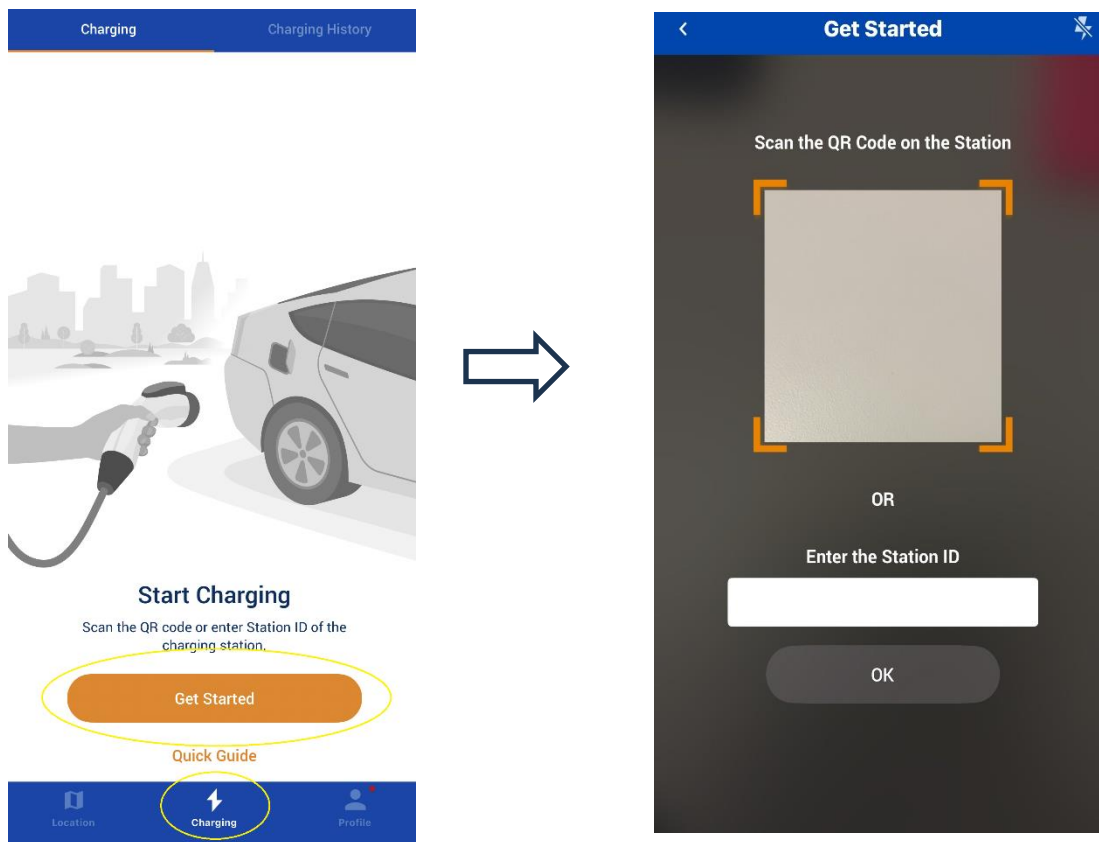 Charging
Charging History
Start Charging
Scan the QR code or enter Station ID of the
charging station.
Get Started
Quick Guide
Location
Charging
Profile
Get Started
Scan the QR Code on the Station
OR
Enter the Station ID
OK